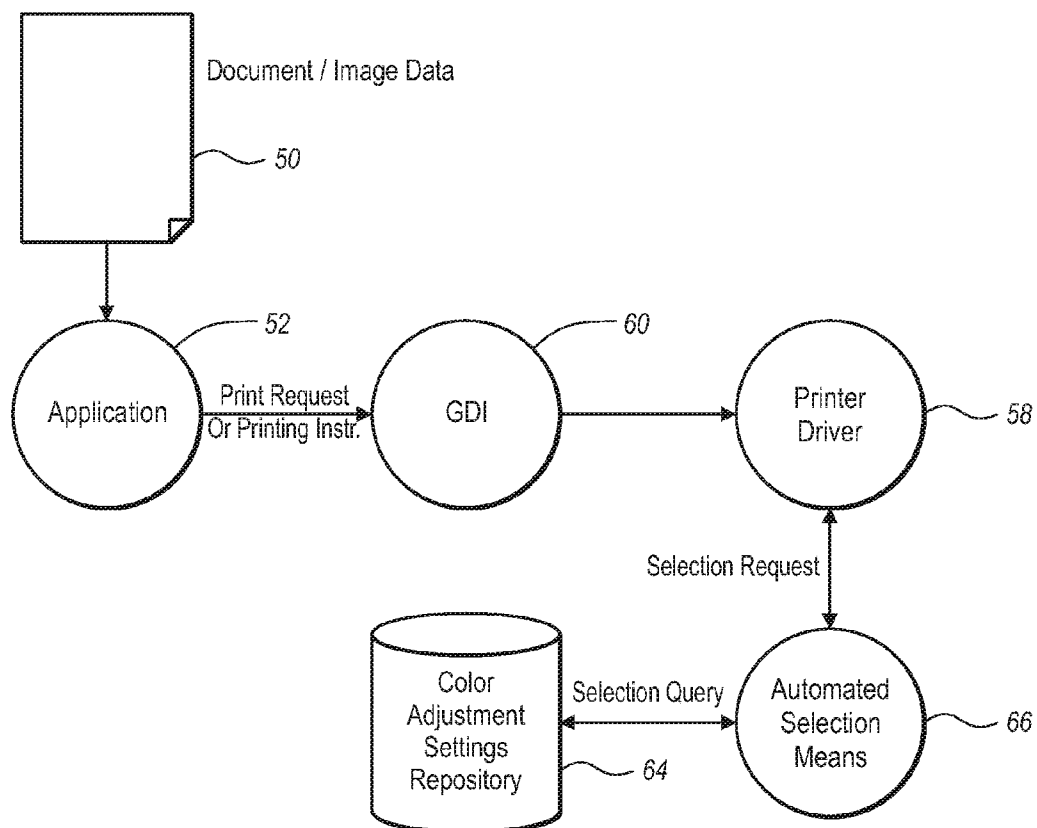 Document / Image Data
50
52
60
Application
Print Request
Or Printing Instr.
GDI
Printer
Driver
58
Selection Request
Color
Adjustment
Settings
Repository
Selection Query
Automated
Selection
Means
66
64